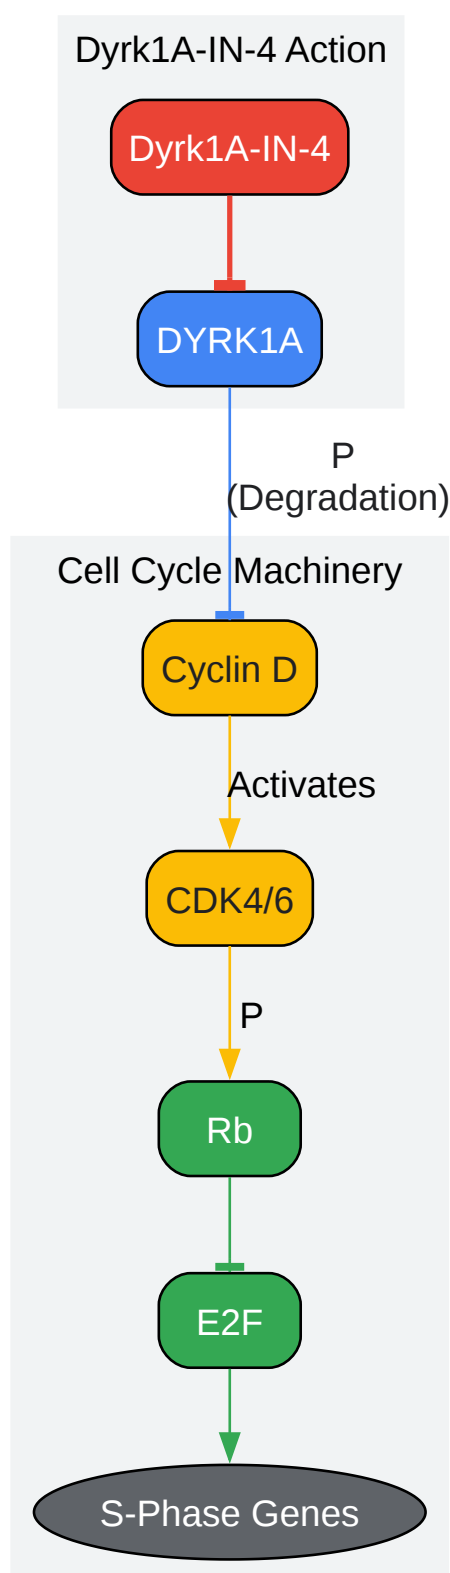 Dyrk1A-IN-4 Action
Dyrk1A-IN-4
DYRK1A
P
(Degradation)
Cell Cycle Machinery
Cyclin D
Activates
CDK4/6
P
Rb
E2F
S-Phase Genes